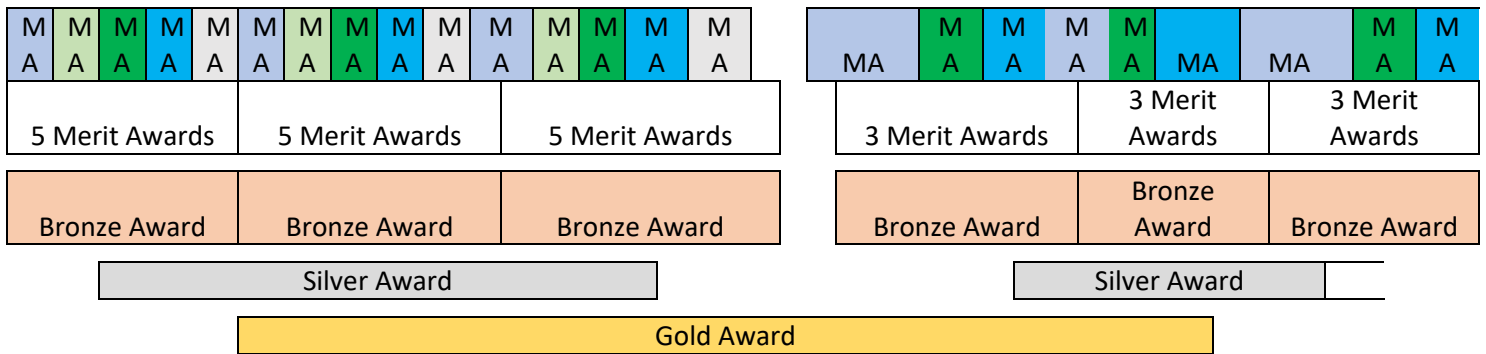 M M M M M M M M M M M M M M M M M M M M M
A A A A A A A A A A A A A A A MA A A A A MA MA A A
3 Merit 3 Merit
5 Merit Awards 5 Merit Awards 5 Merit Awards 3 Merit Awards Awards Awards
Bronze
Bronze Award Bronze Award Bronze Award Bronze Award Award Bronze Award
Silver Award Silver Award
Gold Award